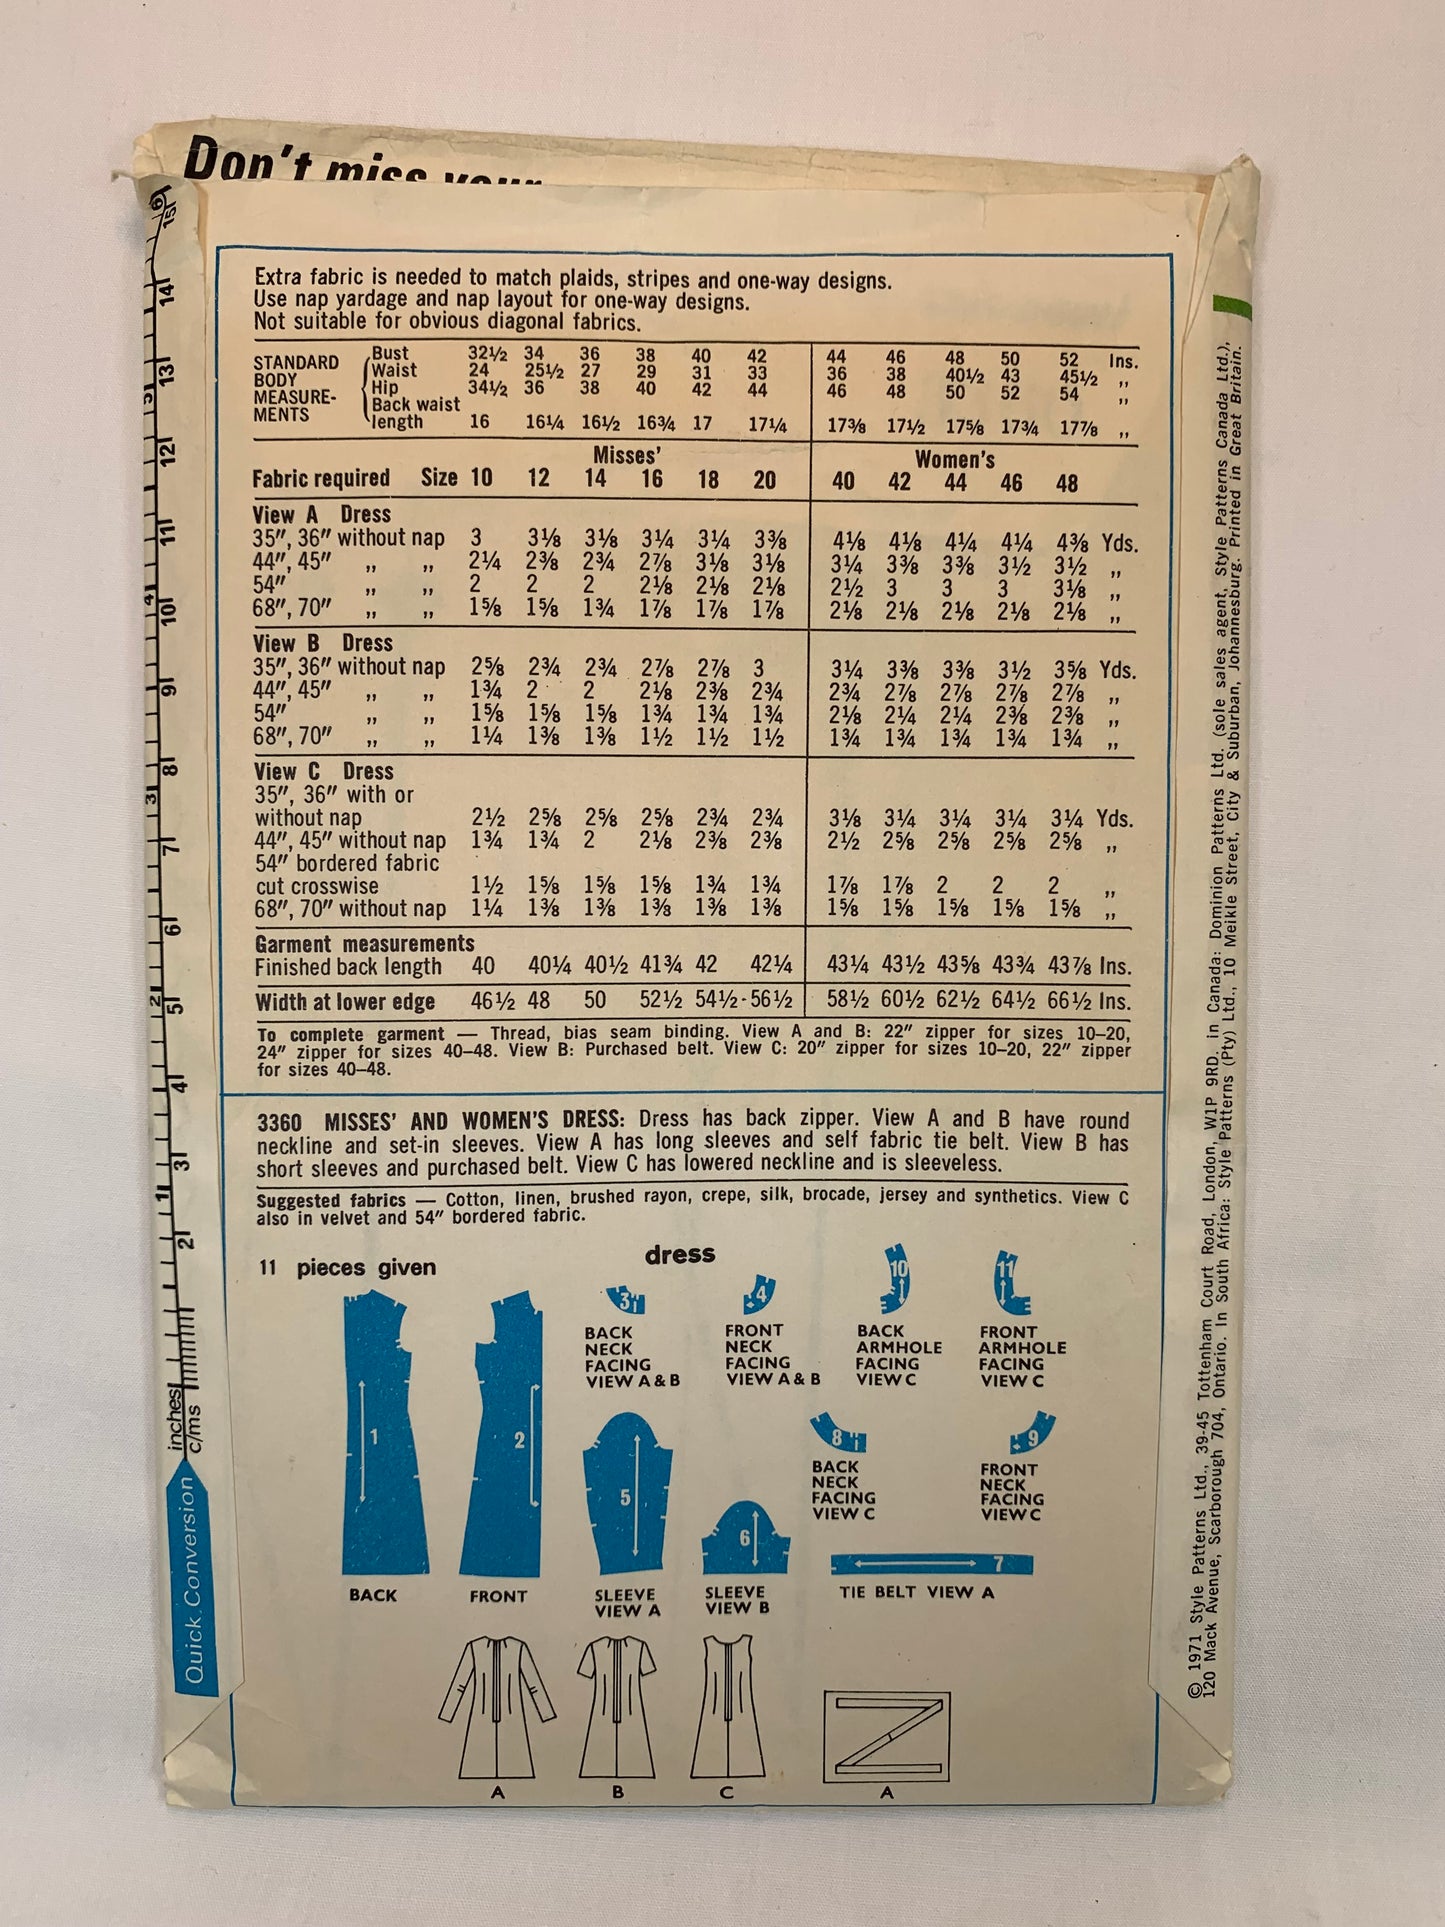 Don't miss your
Extra fabric is needed to match plaids, stripes and one-way designs.
Use nap yardage and nap layout for one-way designs.
Not suitable for obvious diagonal fabrics.
STANDARD BODY MEASURE-MENTS
Bust 32½ 34 36 38 40 42 44 46 48 50 52 Ins.
Waist 24 25½ 27 29 31 33 36 38 40½ 43 45½ ,,
Hip 34½ 36 38 40 42 44 46 48 50 52 54 ,,
Back waist
length 16 16¼ 16½ 16¾ 17 17¼ 17⅜ 17½ 17⅝ 17¾ 17⅞ ,,
Misses' Women's
Fabric required Size 10 12 14 16 18 20 40 42 44 46 48
View A Dress
35", 36" without nap 3 3⅛ 3⅛ 3¼ 3¼ 3⅜ 4⅛ 4⅛ 4¼ 4¼ 4⅜ Yds.
44", 45" ,, ,, 2¼ 2⅜ 2¾ 2⅞ 3⅛ 3⅛ 3¼ 3⅜ 3⅜ 3½ 3½ ,,
54" ,, ,, 2 2 2 2⅛ 2⅛ 2⅛ 2½ 3 3 3 3⅛ ,,
68", 70" ,, ,, 1⅝ 1⅝ 1¾ 1⅞ 1⅞ 1⅞ 2⅛ 2⅛ 2⅛ 2⅛ 2⅛ ,,
View B Dress
35", 36" without nap 2⅝ 2¾ 2¾ 2⅞ 2⅞ 3 3¼ 3⅜ 3⅜ 3½ 3⅝ Yds.
44", 45" ,, ,, 1¾ 2 2 2⅛ 2⅜ 2¾ 2¾ 2⅞ 2⅞ 2⅞ 2⅞ ,,
54" ,, ,, 1⅝ 1⅝ 1⅝ 1¾ 1¾ 1¾ 2⅛ 2¼ 2¼ 2⅜ 2⅜ ,,
68", 70" ,, ,, 1¼ 1⅜ 1⅜ 1½ 1½ 1½ 1¾ 1¾ 1¾ 1¾ 1¾ ,,
View C Dress
35", 36" with or
without nap 2½ 2⅝ 2⅝ 2⅝ 2¾ 2¾ 3⅛ 3¼ 3¼ 3¼ 3¼ Yds.
44", 45" without nap 1¾ 1¾ 2 2⅛ 2⅜ 2⅜ 2½ 2⅝ 2⅝ 2⅝ 2⅝ ,,
54" bordered fabric
cut crosswise 1½ 1⅝ 1⅝ 1⅝ 1¾ 1¾ 1⅞ 1⅞ 2 2 2 ,,
68", 70" without nap 1¼ 1⅜ 1⅜ 1⅜ 1⅜ 1⅜ 1⅝ 1⅝ 1⅝ 1⅝ 1⅝ ,,
Garment measurements
Finished back length 40 40¼ 40½ 41¾ 42 42¼ 43¼ 43½ 43⅝ 43¾ 43⅞ Ins.
Width at lower edge 46½ 48 50 52½ 54½ 56½ 58½ 60½ 62½ 64½ 66½ Ins.
To complete garment — Thread, bias seam binding. View A and B: 22" zipper for sizes 10–20,
24" zipper for sizes 40–48. View B: Purchased belt. View C: 20" zipper for sizes 10–20, 22" zipper
for sizes 40–48.
3360 MISSES' AND WOMEN'S DRESS: Dress has back zipper. View A and B have round
neckline and set-in sleeves. View A has long sleeves and self fabric tie belt. View B has
short sleeves and purchased belt. View C has lowered neckline and is sleeveless.
Suggested fabrics — Cotton, linen, brushed rayon, crepe, silk, brocade, jersey and synthetics. View C
also in velvet and 54" bordered fabric.
11 pieces given
dress
1
BACK
2
FRONT
3
BACK
NECK
FACING
VIEW A & B
4
FRONT
NECK
FACING
VIEW A & B
10
BACK
ARMHOLE
FACING
VIEW C
11
FRONT
ARMHOLE
FACING
VIEW C
5
SLEEVE
VIEW A
6
SLEEVE
VIEW B
8
BACK
NECK
FACING
VIEW C
9
FRONT
NECK
FACING
VIEW C
7
TIE BELT VIEW A
A
B
C
A
Quick Conversion
inches 1 2 3 4 5 6
c/ms 2 3 4 5 6 7 8 9 10 11 12 13 14 15
© 1971 Style Patterns Ltd., 39-45 Tottenham Court Road, London, W1P 9RD. in Canada: Dominion Patterns Ltd. (sole sales agent, Style Patterns Canada Ltd.),
120 Mack Avenue, Scarborough 704, Ontario. In South Africa: Style Patterns (Pty) Ltd., 10 Meikle Street, City & Suburban, Johannesburg. Printed in Great Britain.